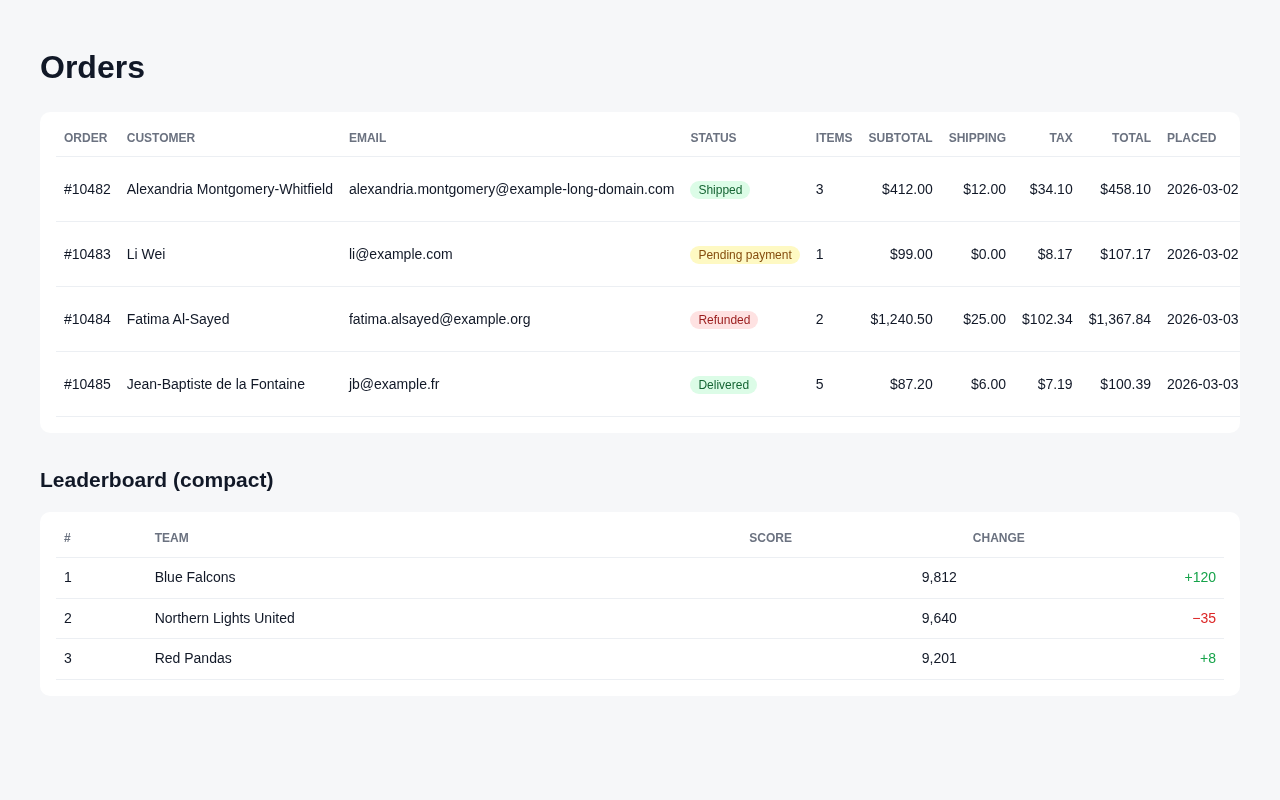 Orders
ORDER CUSTOMER EMAIL STATUS ITEMS SUBTOTAL SHIPPING TAX TOTAL PLACED
#10482 Alexandria Montgomery-Whitfield alexandria.montgomery@example-long-domain.com Shipped 3 $412.00 $12.00 $34.10 $458.10 2026-03-02
#10483 Li Wei li@example.com Pending payment 1 $99.00 $0.00 $8.17 $107.17 2026-03-02
#10484 Fatima Al-Sayed fatima.alsayed@example.org Refunded 2 $1,240.50 $25.00 $102.34 $1,367.84 2026-03-03
#10485 Jean-Baptiste de la Fontaine jb@example.fr Delivered 5 $87.20 $6.00 $7.19 $100.39 2026-03-03
Leaderboard (compact)
# TEAM SCORE CHANGE
1 Blue Falcons 9,812 +120
2 Northern Lights United 9,640 −35
3 Red Pandas 9,201 +8